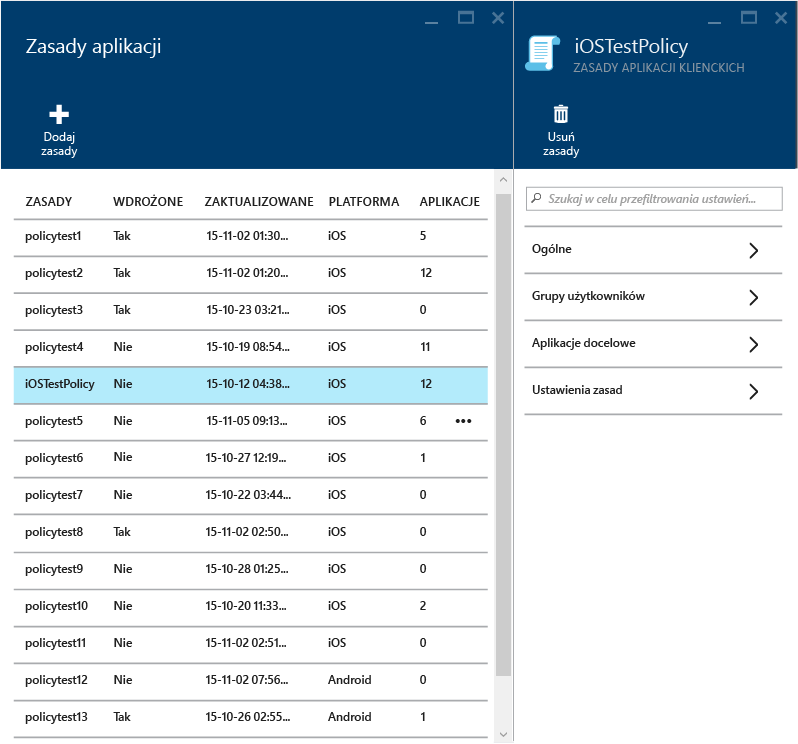 Zasady aplikacji
Dodaj
zasady
ZASADY WDROŻONE ZAKTUALIZOWANE PLATFORMA APLIKACJE
policytest1 Tak 15-11-02 01:30... iOS 5
policytest2 Tak 15-11-02 01:20... iOS 12
policytest3 Tak 15-10-23 03:21... iOS 0
policytest4 Nie 15-10-19 08:54... iOS 11
iOSTestPolicy Nie 15-10-12 04:38... iOS 12
policytest5 Nie 15-11-05 09:13... iOS 6 •••
policytest6 Nie 15-10-27 12:19... iOS 1
policytest7 Nie 15-10-22 03:44... iOS 0
policytest8 Tak 15-11-02 02:50... iOS 0
policytest9 Nie 15-10-28 01:25... iOS 0
policytest10 Nie 15-10-20 11:33... iOS 2
policytest11 Nie 15-11-02 02:51... iOS 0
policytest12 Nie 15-11-02 07:56... Android 0
policytest13 Tak 15-10-26 02:55... Android 1
iOSTestPolicy
ZASADY APLIKACJI KLIENCKICH
Usuń
zasady
Szukaj w celu przefiltrowania ustawień...
Ogólne
Grupy użytkowników
Aplikacje docelowe
Ustawienia zasad